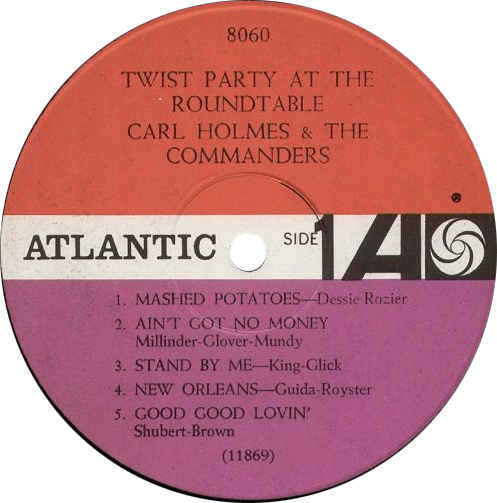 8060
TWIST PARTY AT THE
ROUNDTABLE
CARL HOLMES & THE
COMMANDERS
ATLANTIC SIDE 1 A
1. MASHED POTATOES—Dessie Rozier
2. AIN'T GOT NO MONEY
Millinder-Glover-Mundy
3. STAND BY ME—King-Glick
4. NEW ORLEANS—Guida-Royster
5. GOOD GOOD LOVIN'
Shubert-Brown
(11869)